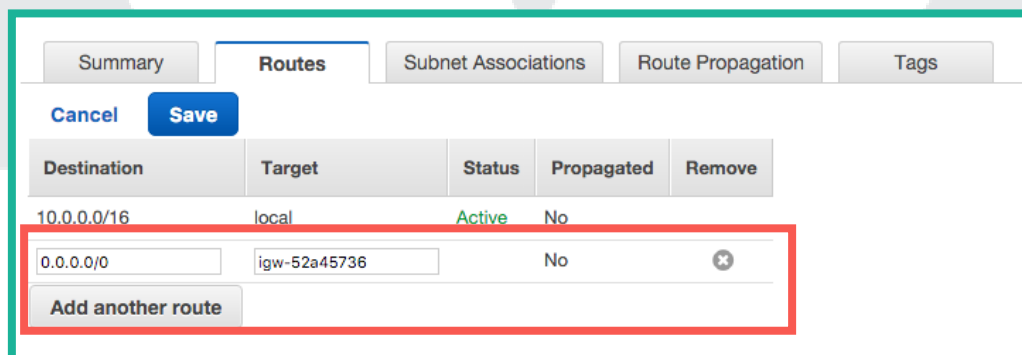 Summary Routes Subnet Associations Route Propagation Tags
Cancel Save
Destination Target Status Propagated Remove
10.0.0.0/16 local Active No
0.0.0.0/0 igw-52a45736 No
Add another route